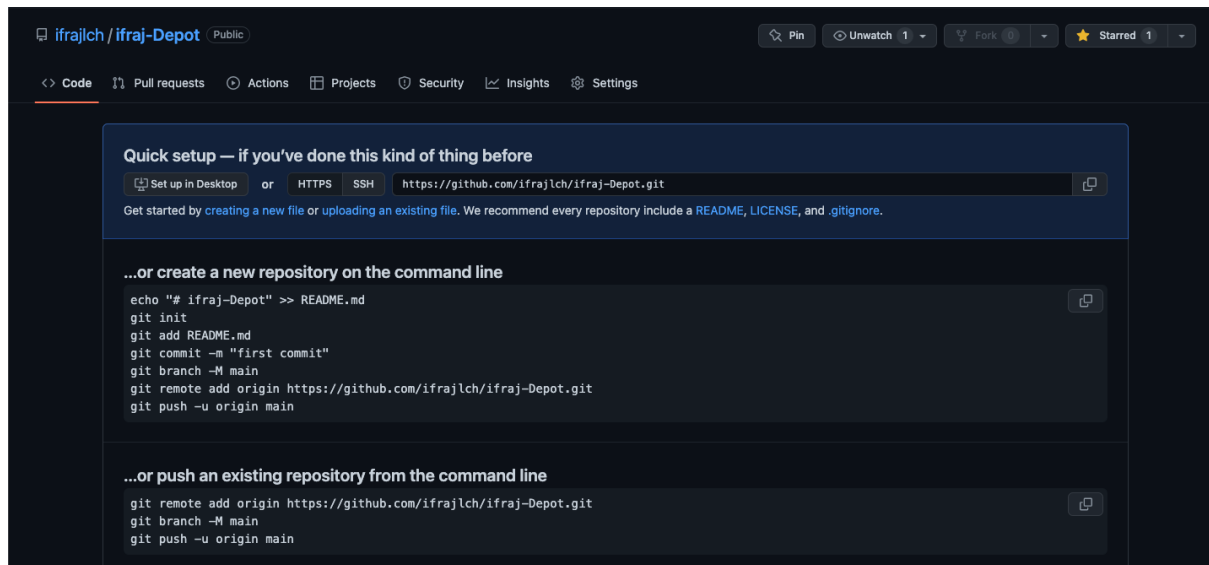 ifrajlch / ifraj-Depot Public
Pin
Unwatch 1
Fork 0
Starred 1
Code
Pull requests
Actions
Projects
Security
Insights
Settings
Quick setup — if you've done this kind of thing before
Set up in Desktop or HTTPS SSH https://github.com/ifrajlch/ifraj-Depot.git
Get started by creating a new file or uploading an existing file. We recommend every repository include a README, LICENSE, and .gitignore.
...or create a new repository on the command line
echo "# ifraj-Depot" >> README.md
git init
git add README.md
git commit -m "first commit"
git branch -M main
git remote add origin https://github.com/ifrajlch/ifraj-Depot.git
git push -u origin main
...or push an existing repository from the command line
git remote add origin https://github.com/ifrajlch/ifraj-Depot.git
git branch -M main
git push -u origin main